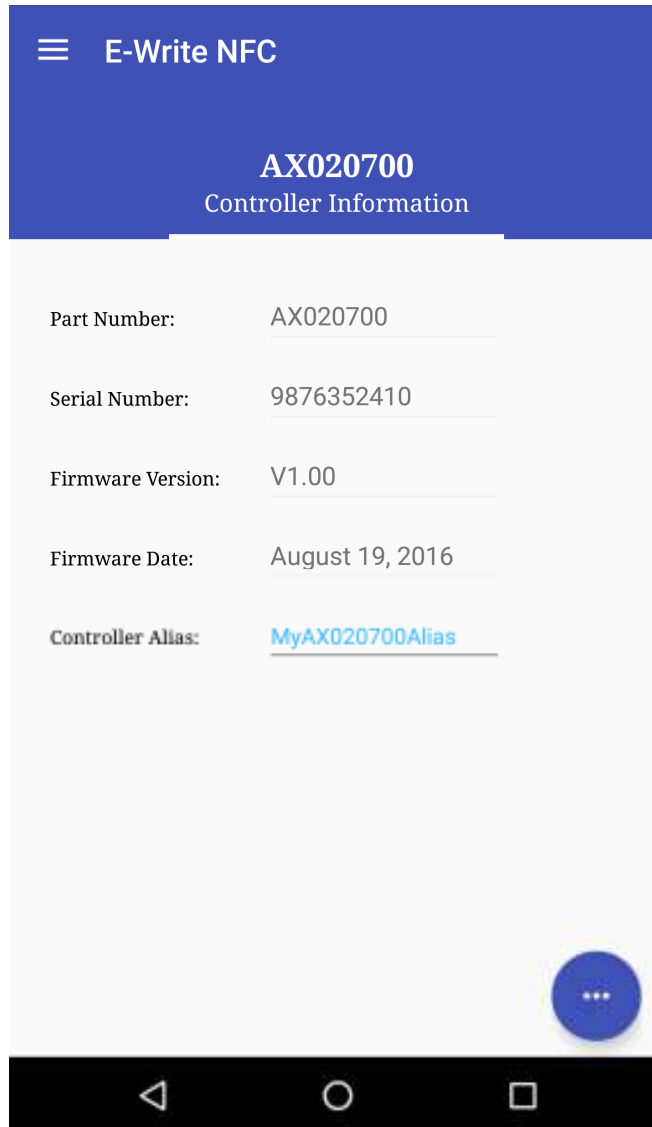 E-Write NFC
AX020700
Controller Information
Part Number: AX020700
Serial Number: 9876352410
Firmware Version: V1.00
Firmware Date: August 19, 2016
Controller Alias: MyAX020700Alias